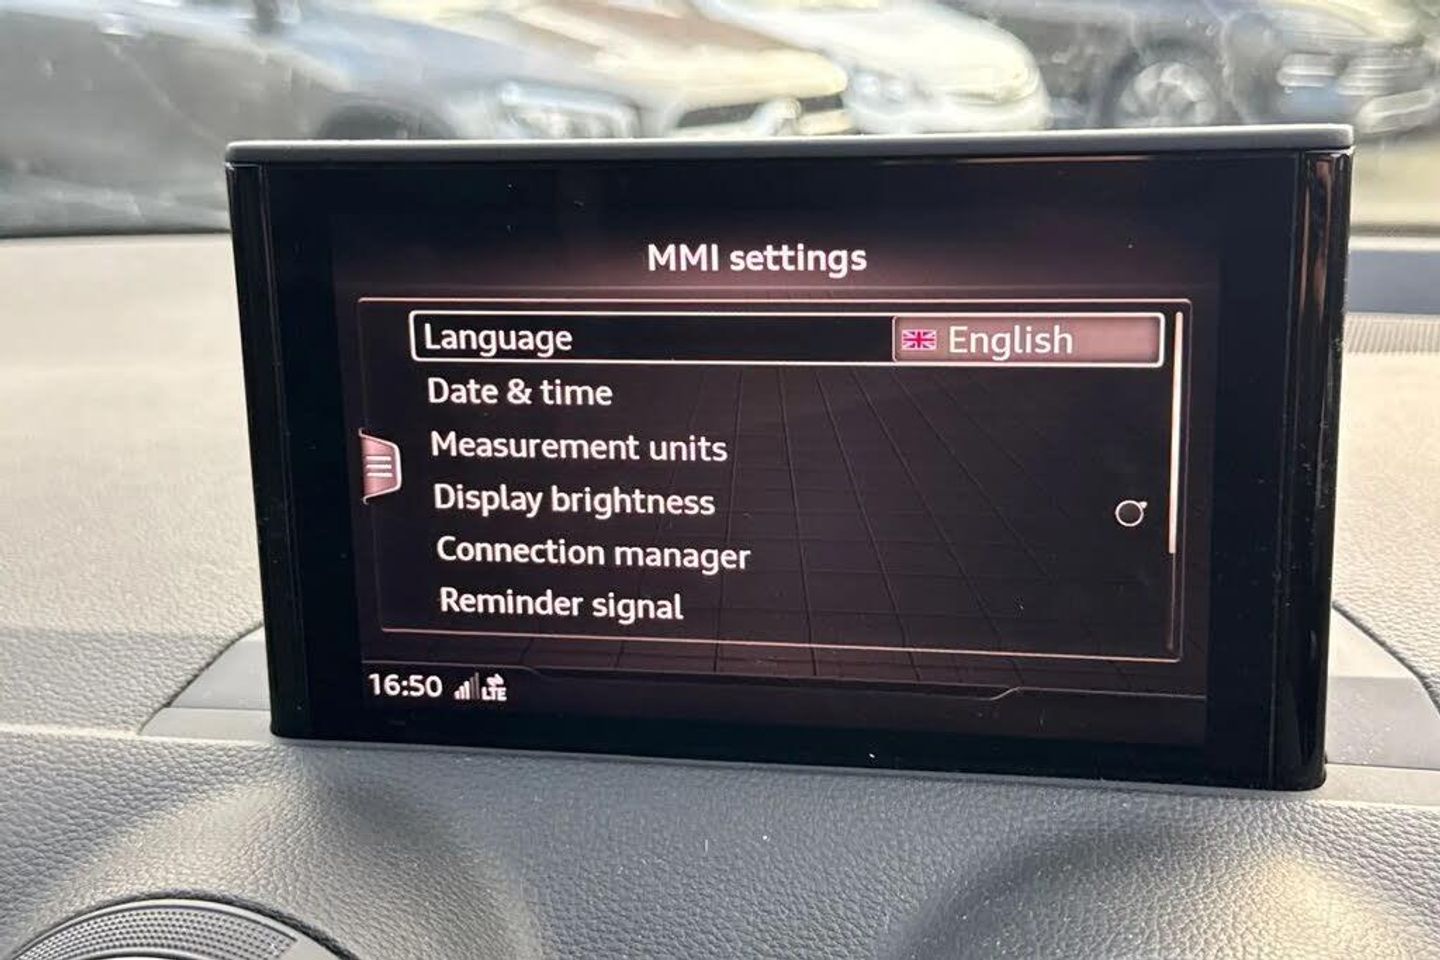 MMI settings
Language English
Date & time
Measurement units
Display brightness
Connection manager
Reminder signal
16:50 LTE